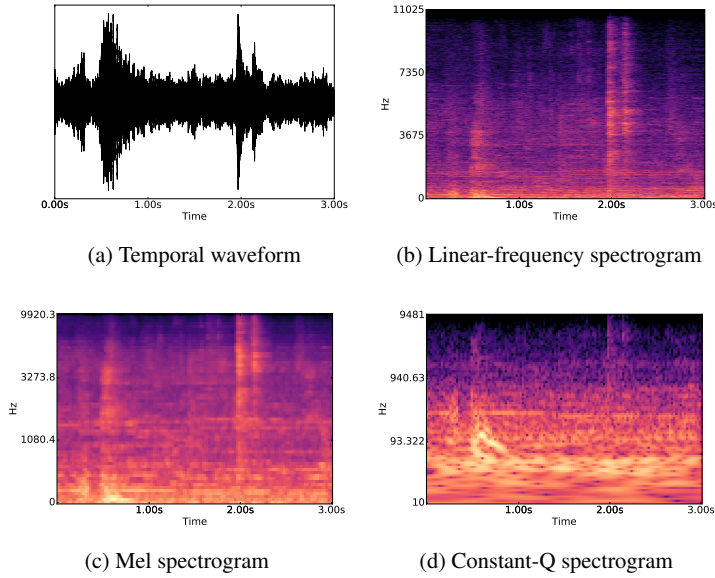 0.00s 1.00s 2.00s 3.00s
Time
(a) Temporal waveform
11025
7350
Hz
3675
0
1.00s 2.00s 3.00s
Time
(b) Linear-frequency spectrogram
9920.3
3273.8
Hz
1080.4
0
1.00s 2.00s 3.00s
Time
(c) Mel spectrogram
9481
940.63
Hz
93.322
10
1.00s 2.00s 3.00s
Time
(d) Constant-Q spectrogram